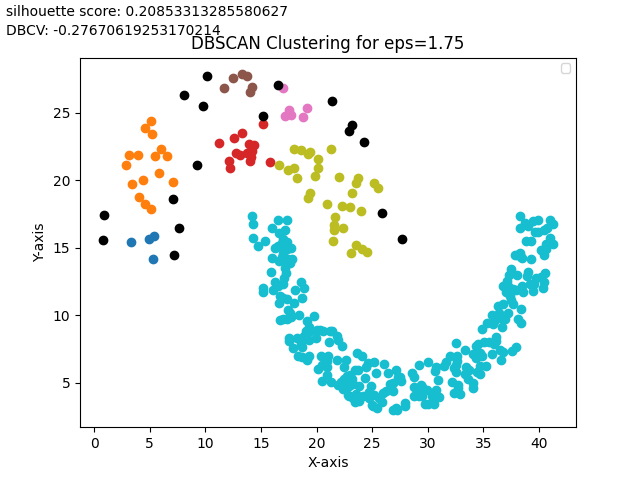 silhouette score: 0.20853313285580627
DBCV: -0.27670619253170214
DBSCAN Clustering for eps=1.75
Y-axis
25
20
15
10
5
0 5 10 15 20 25 30 35 40
X-axis